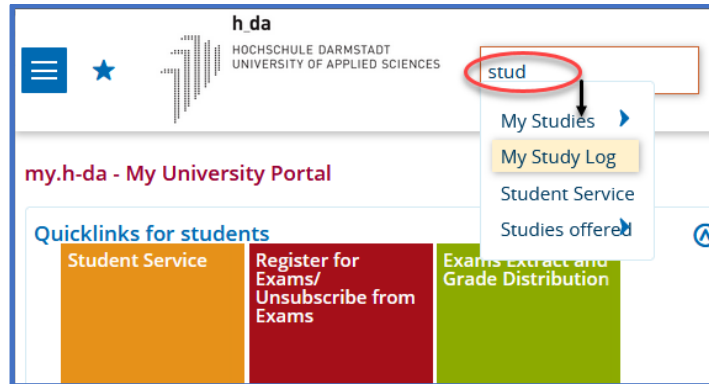 h_da
HOCHSCHULE DARMSTADT
UNIVERSITY OF APPLIED SCIENCES
stud
My Studies
My Study Log
Student Service
Studies offered
my.h-da - My University Portal
Quicklinks for students
Student Service
Register for
Exams/
Unsubscribe from
Exams
Exams Extract and
Grade Distribution